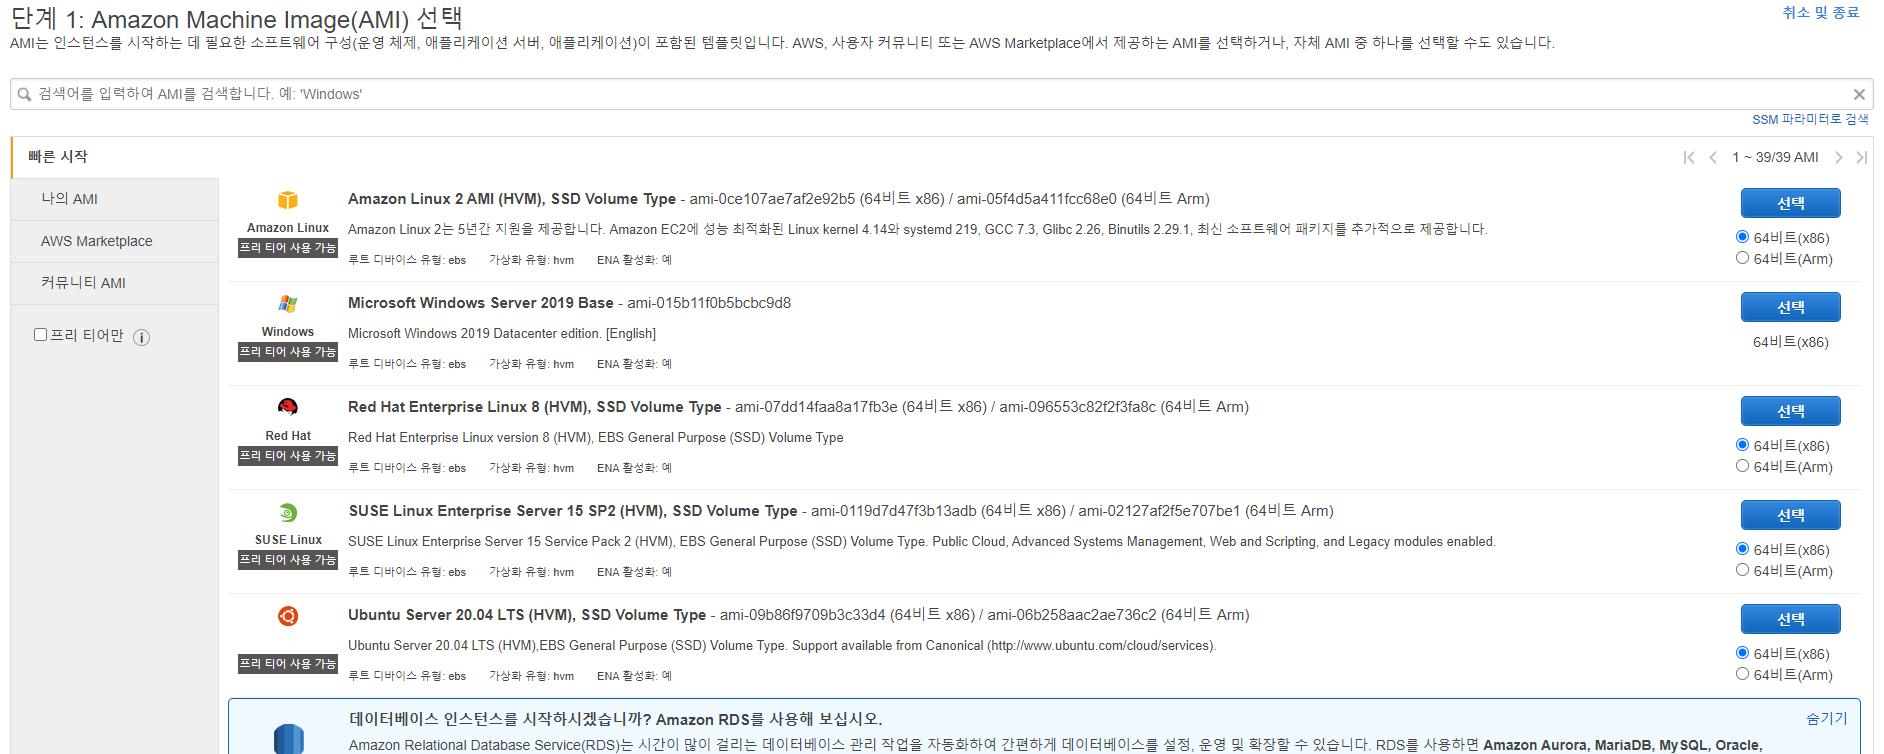 단계 1: Amazon Machine Image(AMI) 선택
취소 및 종료
AMI는 인스턴스를 시작하는 데 필요한 소프트웨어 구성(운영 체제, 애플리케이션 서버, 애플리케이션)이 포함된 템플릿입니다. AWS, 사용자 커뮤니티 또는 AWS Marketplace에서 제공하는 AMI를 선택하거나, 자체 AMI 중 하나를 선택할 수도 있습니다.
검색어를 입력하여 AMI를 검색합니다. 예: 'Windows'
SSM 파라미터로 검색
빠른 시작
1 ~ 39/39 AMI
나의 AMI
AWS Marketplace
커뮤니티 AMI
프리 티어만
Amazon Linux
프리 티어 사용 가능
Amazon Linux 2 AMI (HVM), SSD Volume Type - ami-0ce107ae7af2e92b5 (64비트 x86) / ami-05f4d5a411fcc68e0 (64비트 Arm)
Amazon Linux 2는 5년간 지원을 제공합니다. Amazon EC2에 성능 최적화된 Linux kernel 4.14와 systemd 219, GCC 7.3, Glibc 2.26, Binutils 2.29.1, 최신 소프트웨어 패키지를 추가적으로 제공합니다.
루트 디바이스 유형: ebs 가상화 유형: hvm ENA 활성화: 예
선택
64비트(x86)
64비트(Arm)
Windows
프리 티어 사용 가능
Microsoft Windows Server 2019 Base - ami-015b11f0b5bcbc9d8
Microsoft Windows 2019 Datacenter edition. [English]
루트 디바이스 유형: ebs 가상화 유형: hvm ENA 활성화: 예
선택
64비트(x86)
Red Hat
프리 티어 사용 가능
Red Hat Enterprise Linux 8 (HVM), SSD Volume Type - ami-07dd14faa8a17fb3e (64비트 x86) / ami-096553c82f2f3fa8c (64비트 Arm)
Red Hat Enterprise Linux version 8 (HVM), EBS General Purpose (SSD) Volume Type
루트 디바이스 유형: ebs 가상화 유형: hvm ENA 활성화: 예
선택
64비트(x86)
64비트(Arm)
SUSE Linux
프리 티어 사용 가능
SUSE Linux Enterprise Server 15 SP2 (HVM), SSD Volume Type - ami-0119d7d47f3b13adb (64비트 x86) / ami-02127af2f5e707be1 (64비트 Arm)
SUSE Linux Enterprise Server 15 Service Pack 2 (HVM), EBS General Purpose (SSD) Volume Type. Public Cloud, Advanced Systems Management, Web and Scripting, and Legacy modules enabled.
루트 디바이스 유형: ebs 가상화 유형: hvm ENA 활성화: 예
선택
64비트(x86)
64비트(Arm)
프리 티어 사용 가능
Ubuntu Server 20.04 LTS (HVM), SSD Volume Type - ami-09b86f9709b3c33d4 (64비트 x86) / ami-06b258aac2ae736c2 (64비트 Arm)
Ubuntu Server 20.04 LTS (HVM),EBS General Purpose (SSD) Volume Type. Support available from Canonical (http://www.ubuntu.com/cloud/services).
루트 디바이스 유형: ebs 가상화 유형: hvm ENA 활성화: 예
선택
64비트(x86)
64비트(Arm)
데이터베이스 인스턴스를 시작하시겠습니까? Amazon RDS를 사용해 보십시오.
숨기기
Amazon Relational Database Service(RDS)는 시간이 많이 걸리는 데이터베이스 관리 작업을 자동화하여 간편하게 데이터베이스를 설정, 운영 및 확장할 수 있습니다. RDS를 사용하면 Amazon Aurora, MariaDB, MySQL, Oracle,